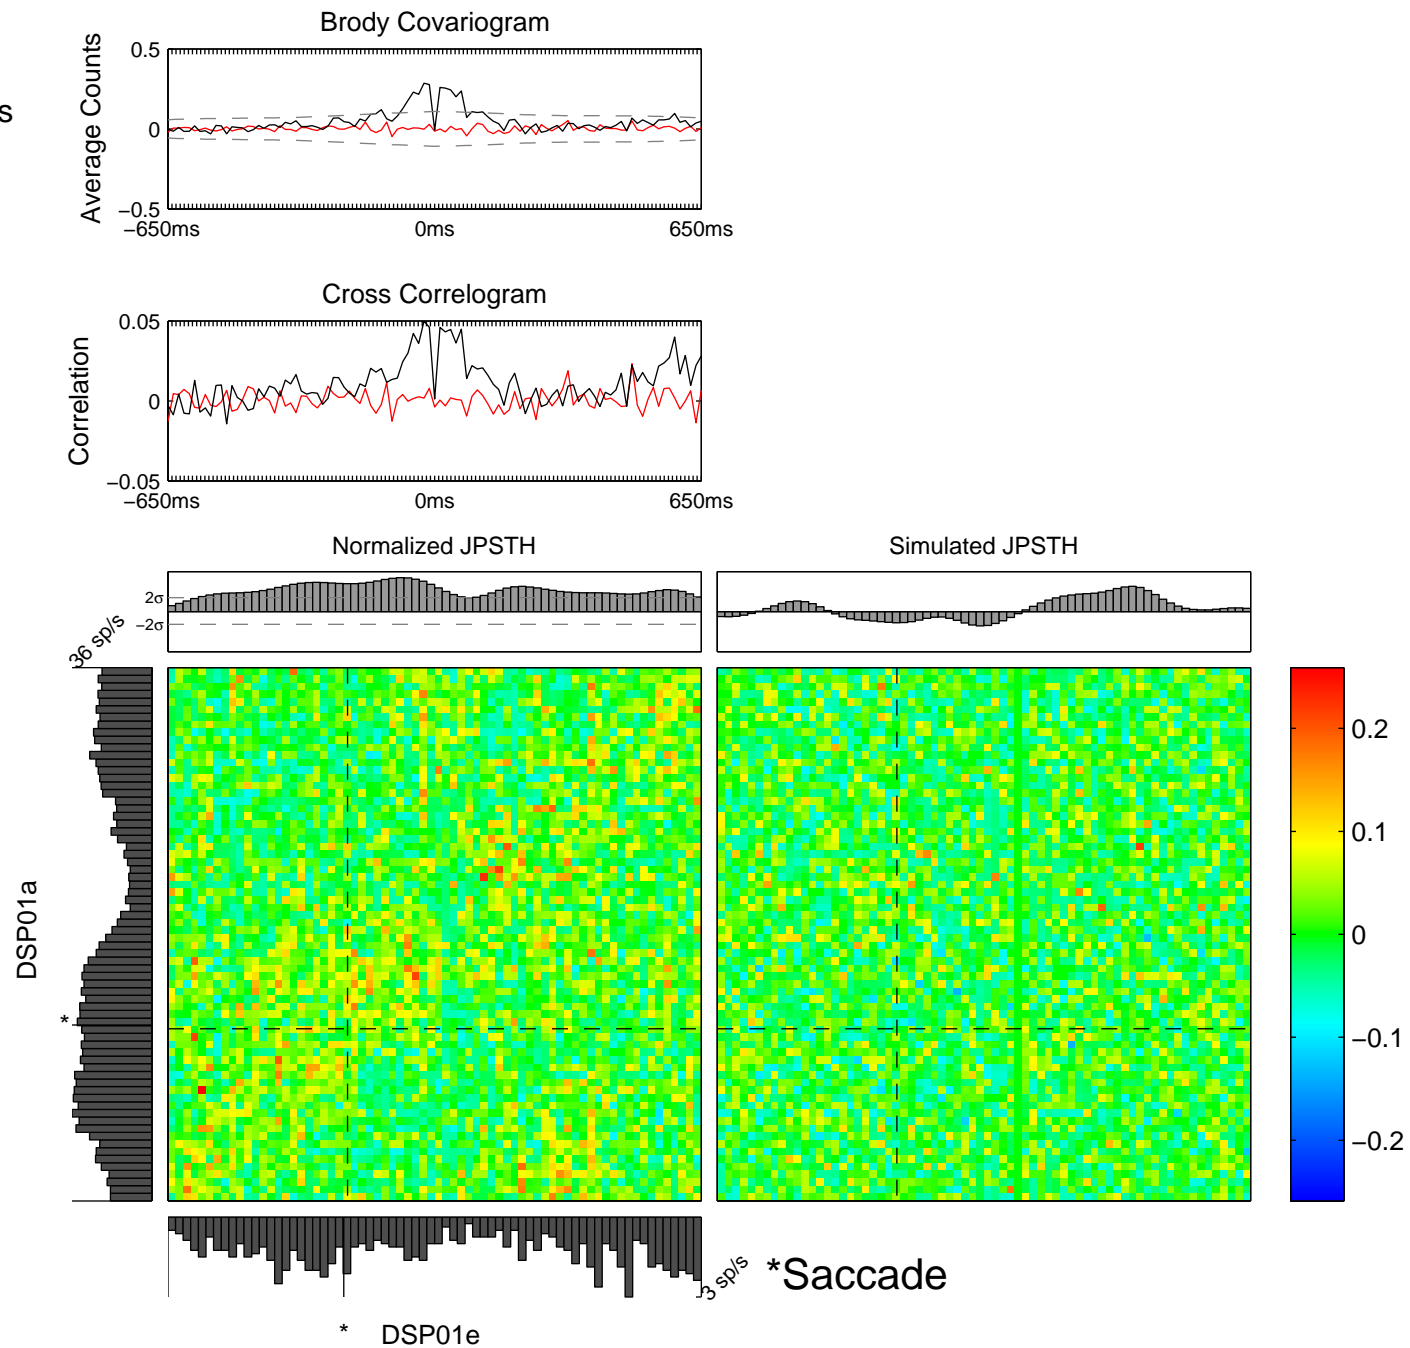 Brody Covariogram
s
Average Counts
0.5
0
−0.5
−650ms 0ms 650ms
Cross Correlogram
Correlation
0.05
0
−0.05
−650ms 0ms 650ms
Normalized JPSTH
Simulated JPSTH
2σ
−2σ
36 sp/s
DSP01a
*
0.2
0.1
0
−0.1
−0.2
3 sp/s
*Saccade
* DSP01e